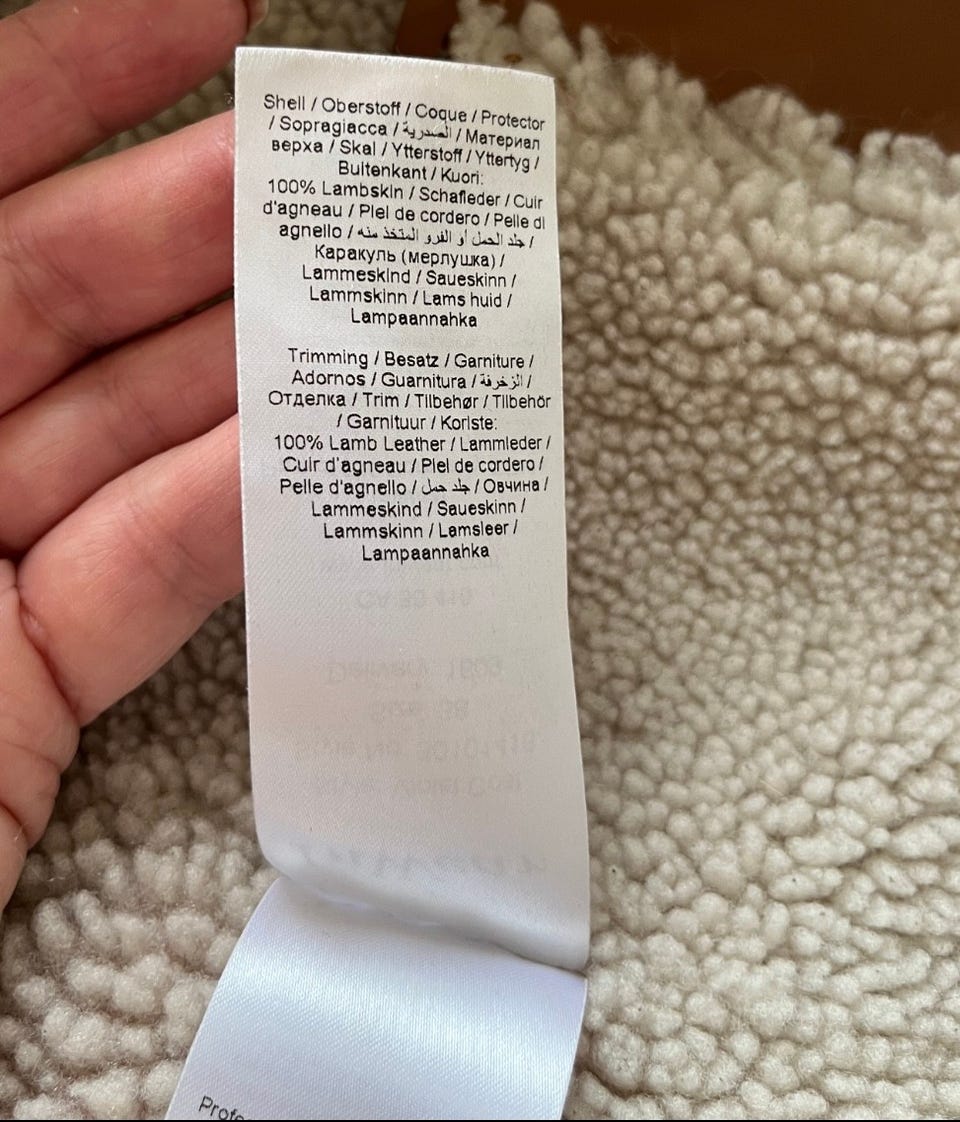 Shell / Oberstoff / Coque / Protector
/ Sopragiacca / الصدرية / Материал
верха / Skal / Ytterstoff / Yttertyg /
Buitenkant / Kuori:
100% Lambskin / Schafleder / Cuir
d'agneau / Piel de cordero / Pelle di
agnello / جلد الحمل أو الفرو المتخذ منه /
Каракуль (мерлушка) /
Lammeskind / Saueskinn /
Lammskinn / Lams huid /
Lampaannahka
Trimming / Besatz / Garniture /
Adornos / Guarnitura / الزخرفة /
Отделка / Trim / Tilbehør / Tilbehör
/ Garnituur / Koriste:
100% Lamb Leather / Lammleder /
Cuir d'agneau / Piel de cordero /
Pelle d'agnello / جلد حمل / Овчина /
Lammeskind / Saueskinn /
Lammskinn / Lamsleer /
Lampaannahka